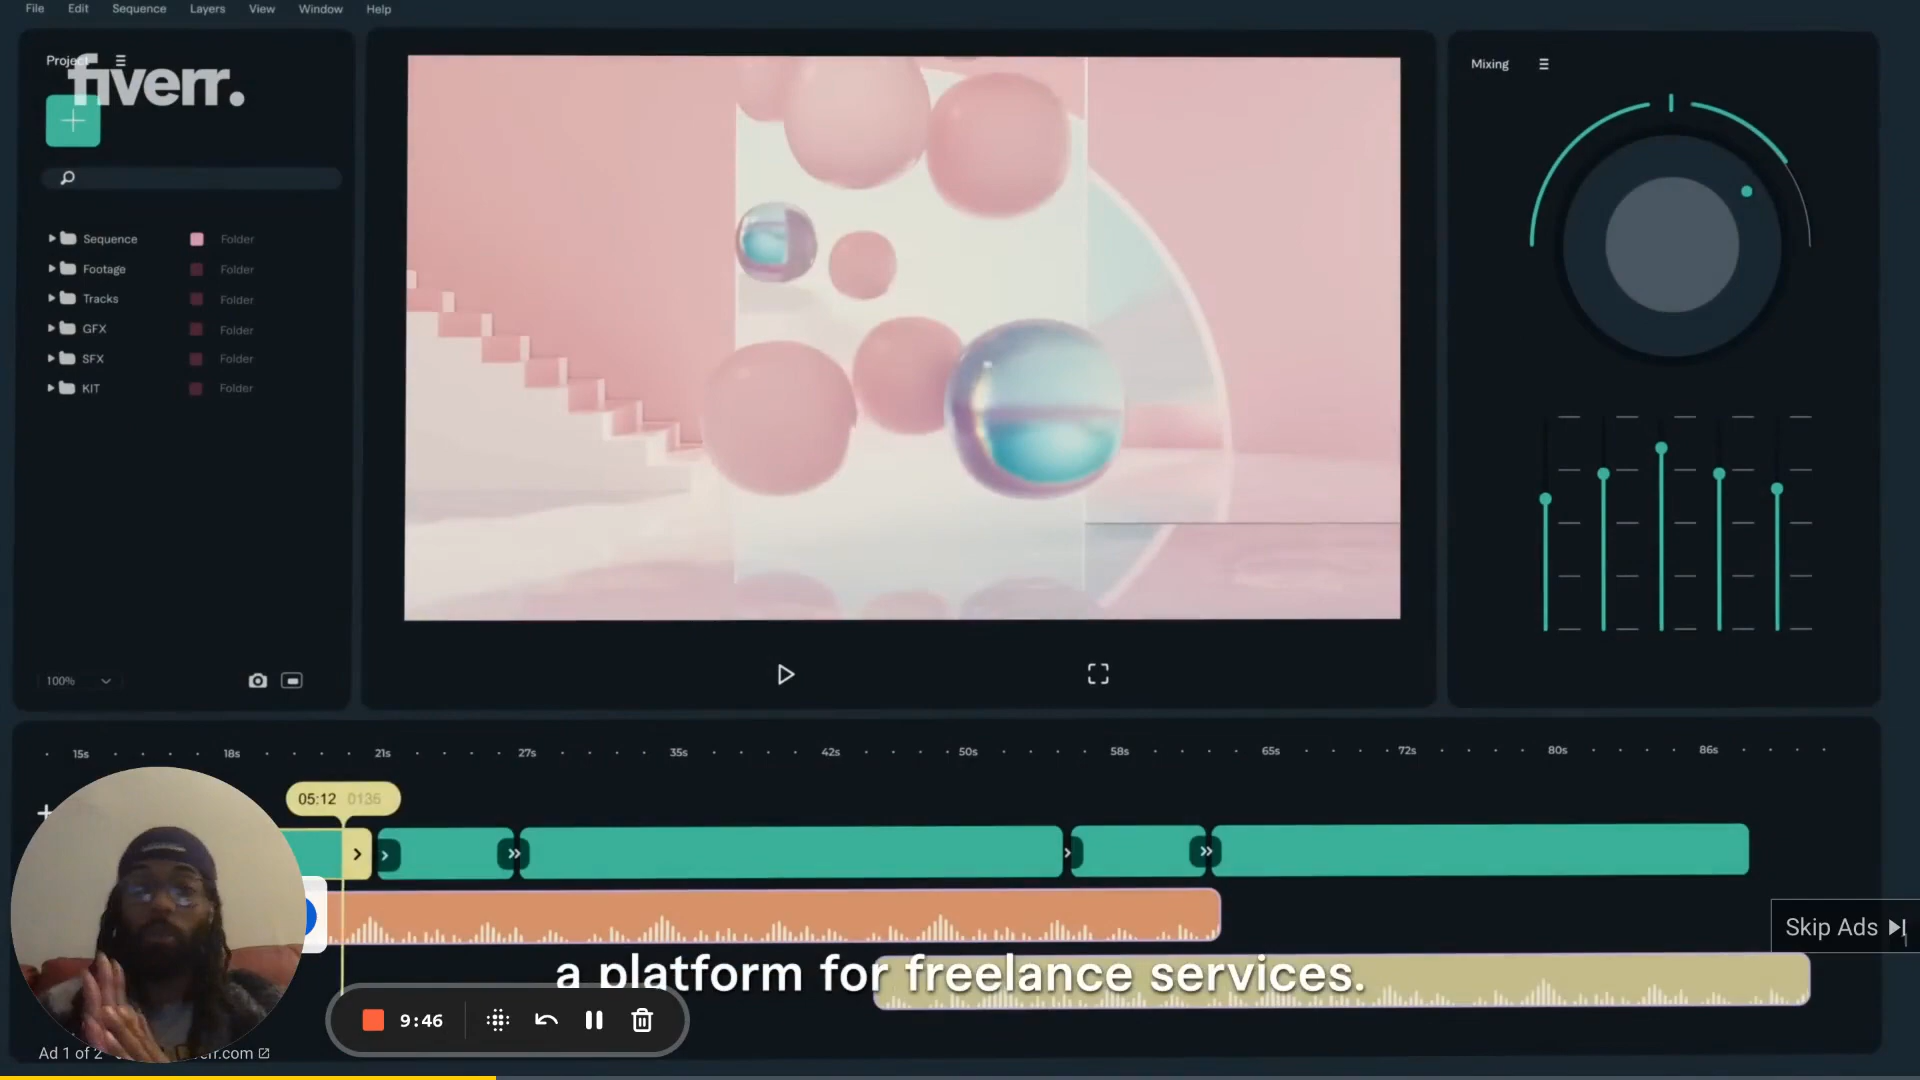 File Edit Sequence Layers View Window Help
Project
fiverr.
Mixing
Sequence Folder
Footage Folder
Tracks Folder
GFX Folder
SFX Folder
KIT Folder
100%
15s 18s 21s 27s 35s 42s 50s 58s 65s 72s 80s 86s
05:12 0136
Skip Ads
a platform for freelance services.
9:46
Ad 1 of 2